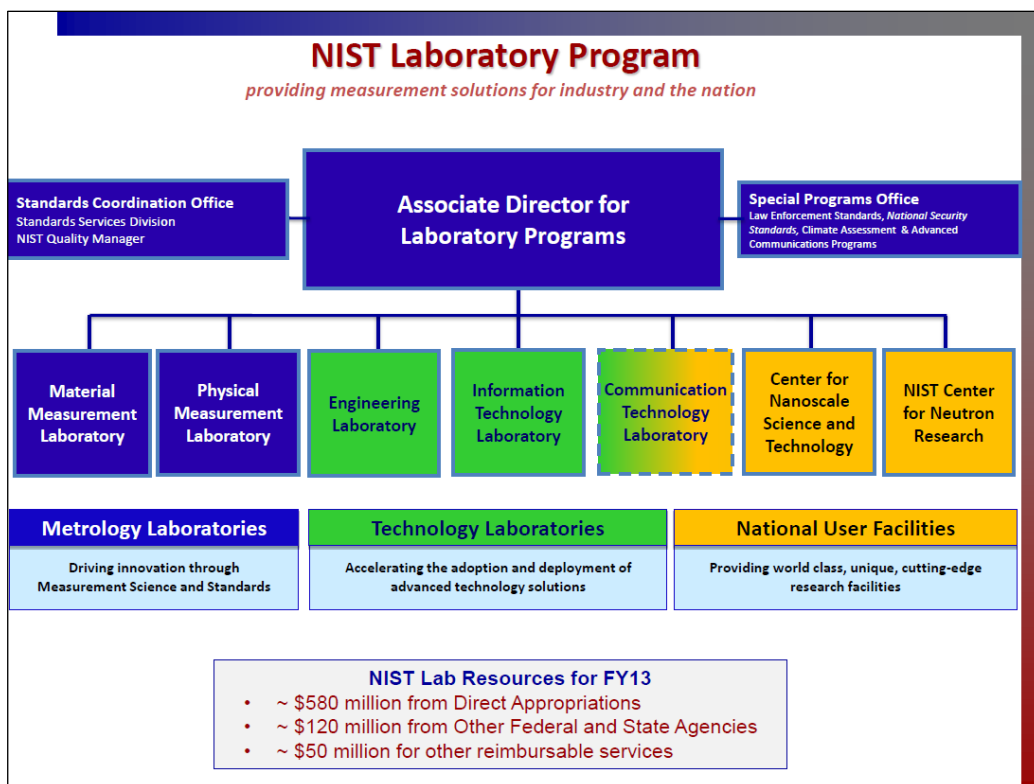 NIST Laboratory Program
providing measurement solutions for industry and the nation
Standards Coordination Office
Standards Services Division
NIST Quality Manager
Associate Director for
Laboratory Programs
Special Programs Office
Law Enforcement Standards, National Security
Standards, Climate Assessment & Advanced
Communications Programs
Material
Measurement
Laboratory
Physical
Measurement
Laboratory
Engineering
Laboratory
Information
Technology
Laboratory
Communication
Technology
Laboratory
Center for
Nanoscale
Science and
Technology
NIST Center
for Neutron
Research
Metrology Laboratories
Driving innovation through
Measurement Science and Standards
Technology Laboratories
Accelerating the adoption and deployment of
advanced technology solutions
National User Facilities
Providing world class, unique, cutting-edge
research facilities
NIST Lab Resources for FY13
• ~ $580 million from Direct Appropriations
• ~ $120 million from Other Federal and State Agencies
• ~ $50 million for other reimbursable services